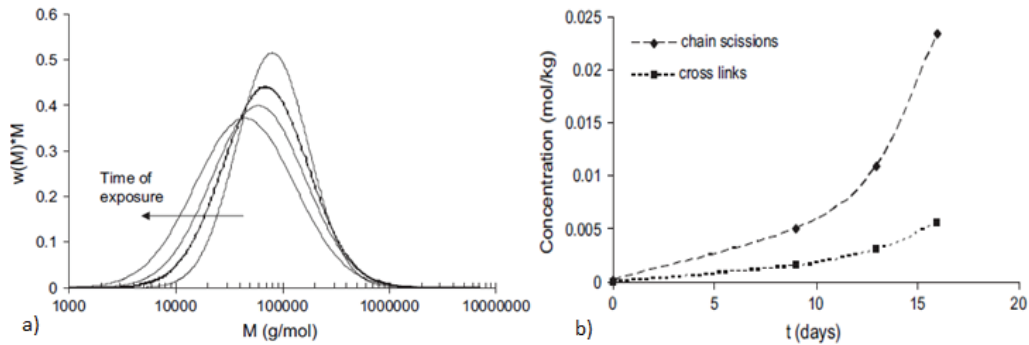 0.6
0.5
0.4
0.3
0.2
0.1
0
w(M)*M
Time of
exposure
1000
10000
100000
1000000
10000000
M (g/mol)
a)
0.025
0.02
0.015
0.01
0.005
0
Concentration (mol/kg)
chain scissions
cross links
0
5
10
15
20
t (days)
b)